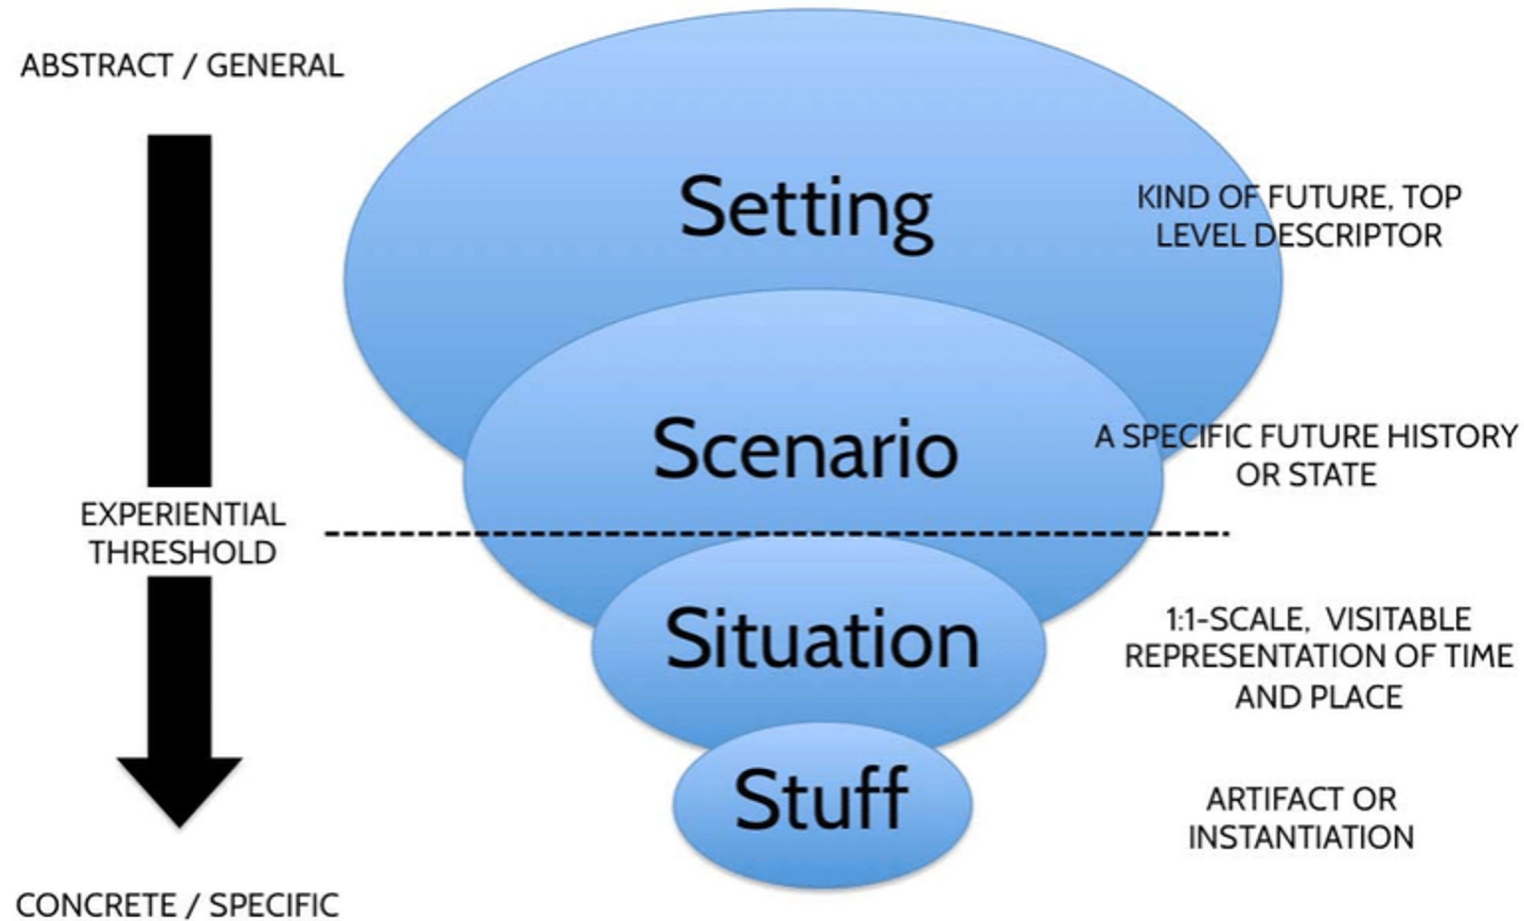 ABSTRACT / GENERAL
Setting
KIND OF FUTURE, TOP
LEVEL DESCRIPTOR
Scenario
A SPECIFIC FUTURE HISTORY
OR STATE
EXPERIENTIAL
THRESHOLD
Situation
1:1-SCALE, VISITABLE
REPRESENTATION OF TIME
AND PLACE
Stuff
ARTIFACT OR
INSTANTIATION
CONCRETE / SPECIFIC